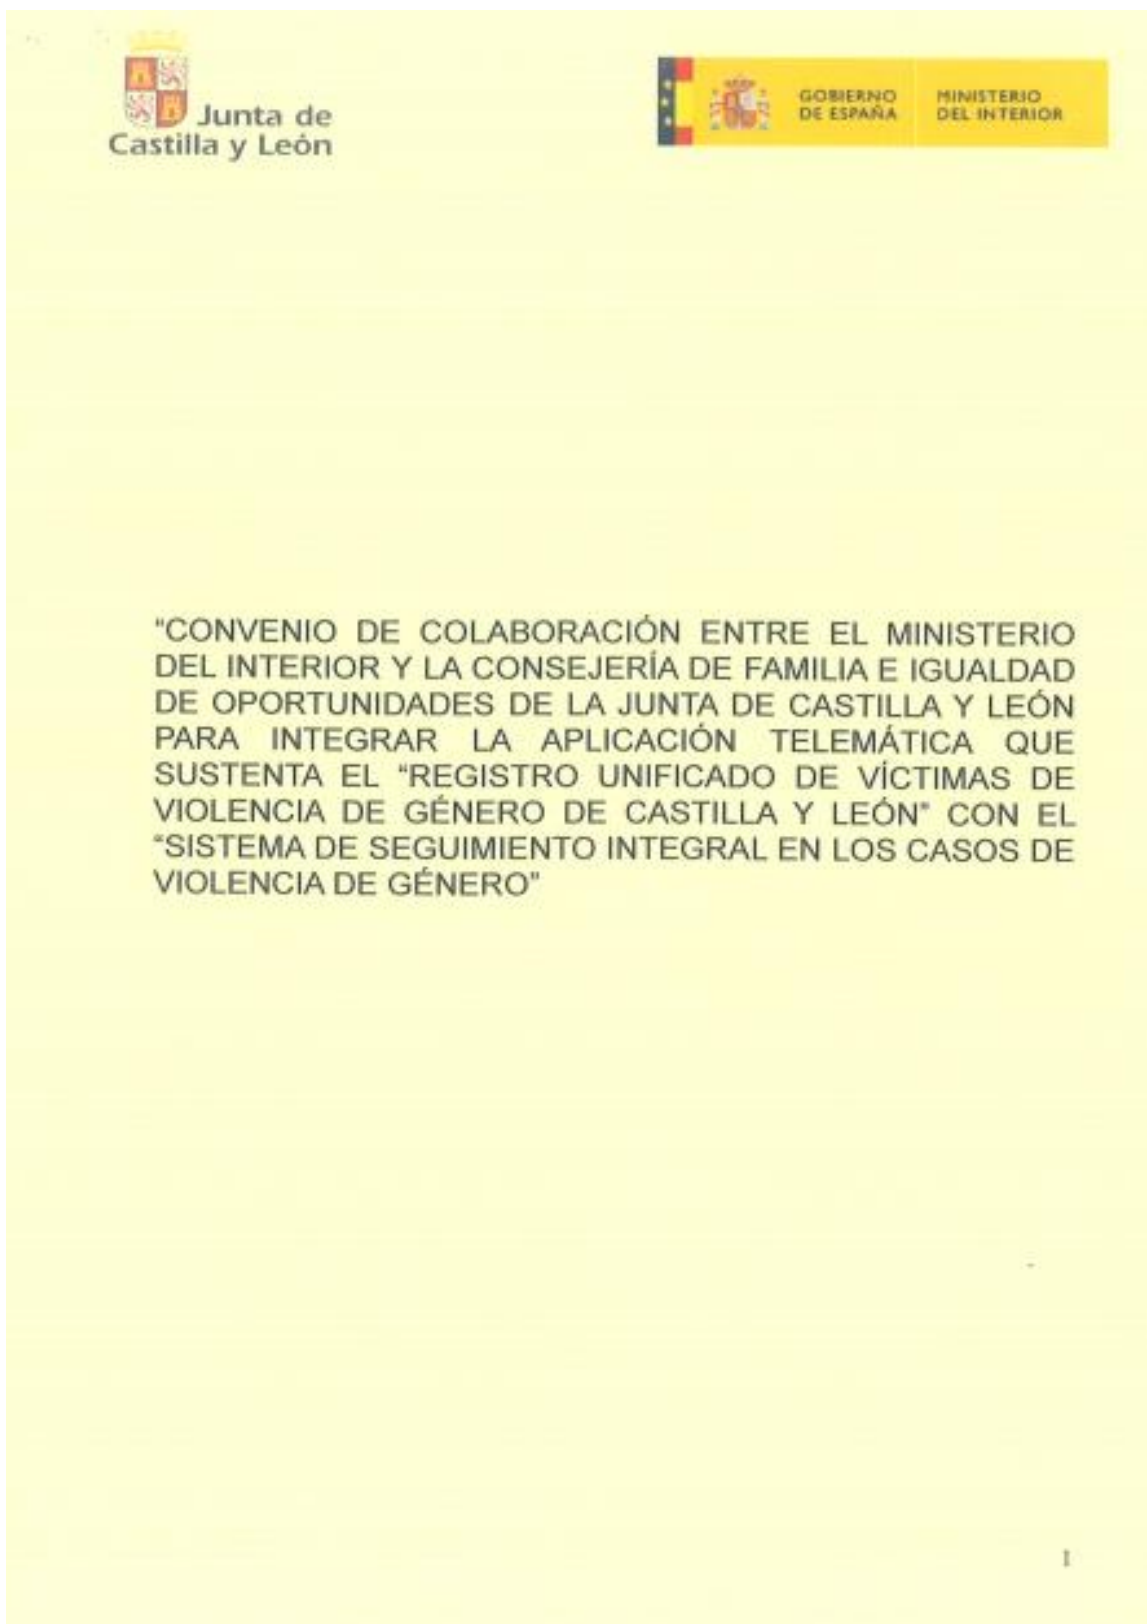 Junta de
Castilla y León
GOBIERNO
DE ESPAÑA
MINISTERIO
DEL INTERIOR
"CONVENIO DE COLABORACIÓN ENTRE EL MINISTERIO
DEL INTERIOR Y LA CONSEJERÍA DE FAMILIA E IGUALDAD
DE OPORTUNIDADES DE LA JUNTA DE CASTILLA Y LEÓN
PARA INTEGRAR LA APLICACIÓN TELEMÁTICA QUE
SUSTENTA EL "REGISTRO UNIFICADO DE VÍCTIMAS DE
VIOLENCIA DE GÉNERO DE CASTILLA Y LEÓN" CON EL
"SISTEMA DE SEGUIMIENTO INTEGRAL EN LOS CASOS DE
VIOLENCIA DE GÉNERO"
1